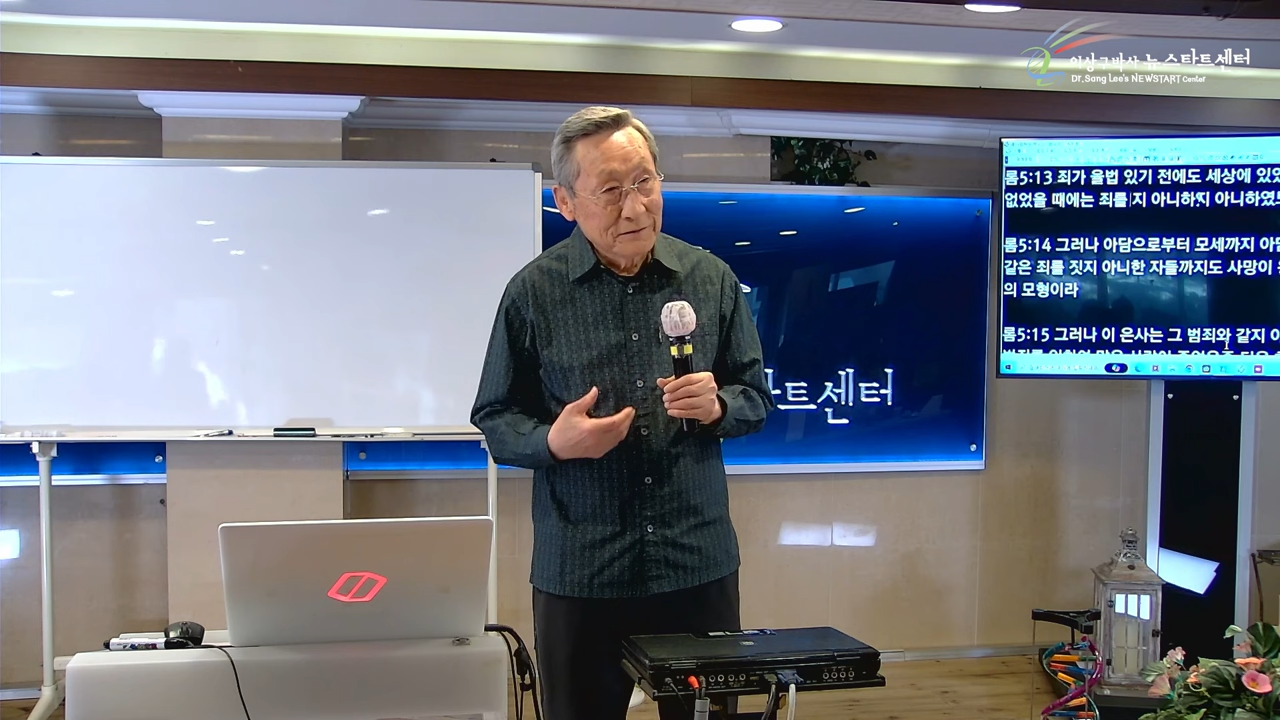 이상구박사 뉴스타트센터
Dr. Sang Lee's NEWSTART Center
롬5:13 죄가 율법 있기 전에도 세상에 있었
없었을 때에는 죄를 지 아니하 지 아니하였
롬5:14 그러나 아담으로부터 모세까지 아담
같은 죄를 짓지 아니한 자들까지도 사망이
의 모형이라
롬5:15 그러나 이 은사는 그 범죄와 같지 아
트센터